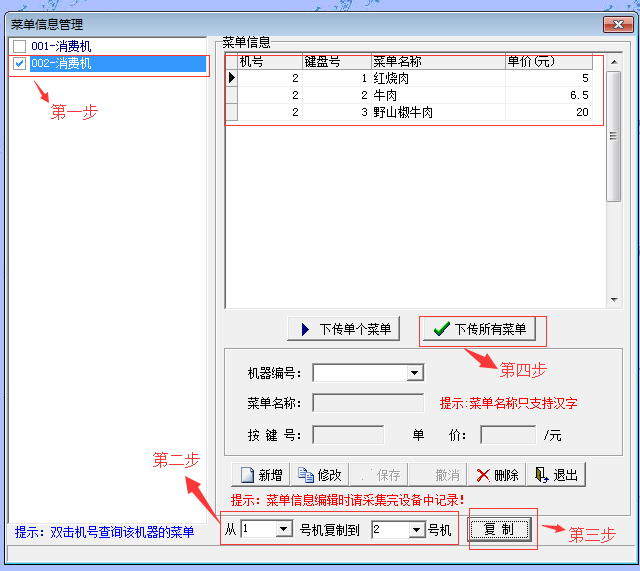 菜单信息管理
001-消费机
002-消费机
第一步
菜单信息
机号 键盘号 菜单名称 单价(元)
2 1 红烧肉 5
2 2 牛肉 6.5
2 3 野山椒牛肉 20
下传单个菜单 下传所有菜单
第四步
机器编号:
菜单名称: 提示:菜单名称只支持汉字
按 键 号: 单 价: /元
第二步
新增 修改 保存 撤消 删除 退出
提示: 菜单信息编辑时请采集完设备中记录!
提示: 双击机号查询该机器的菜单
从 1 号机复制到 2 号机 复 制
第三步